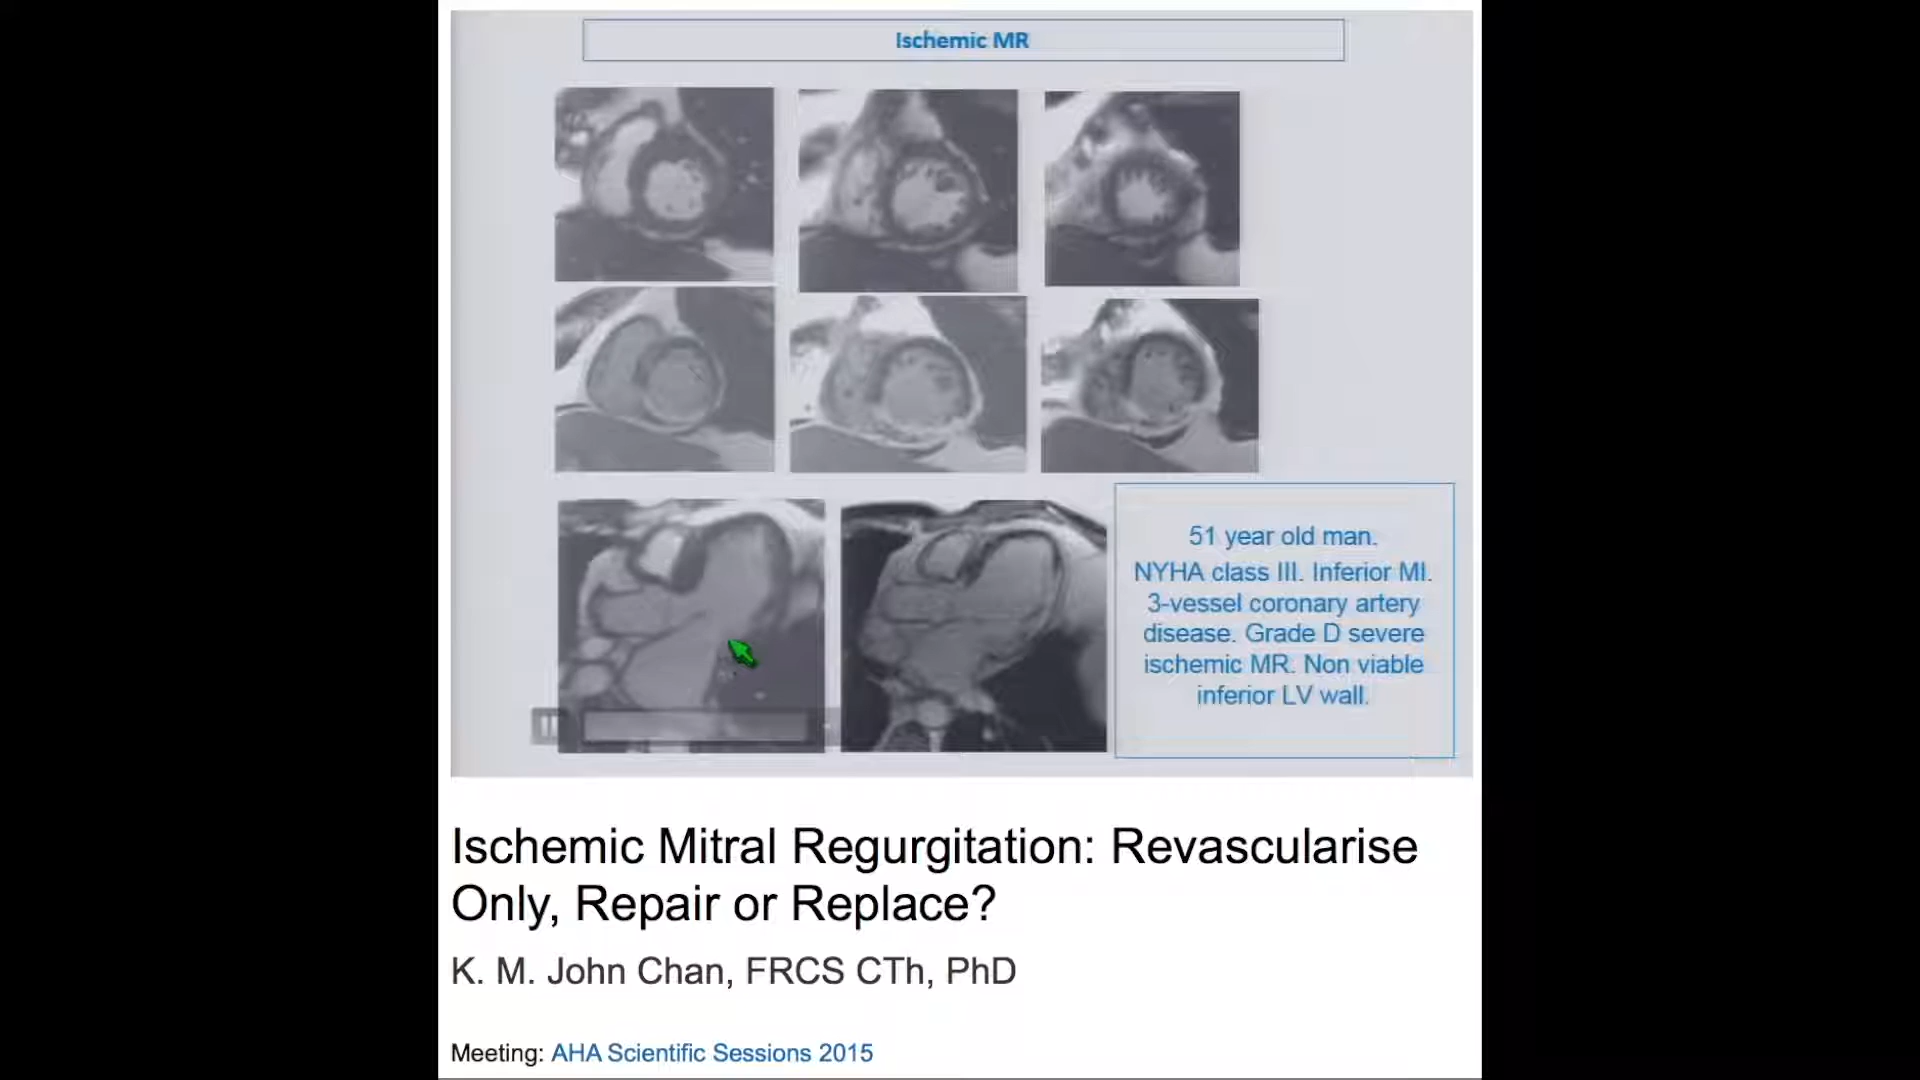 Ischemic MR
51 year old man.
NYHA class III. Inferior MI.
3-vessel coronary artery
disease. Grade D severe
ischemic MR. Non viable
inferior LV wall.
Ischemic Mitral Regurgitation: Revascularise
Only, Repair or Replace?
K. M. John Chan, FRCS CTh, PhD
Meeting: AHA Scientific Sessions 2015